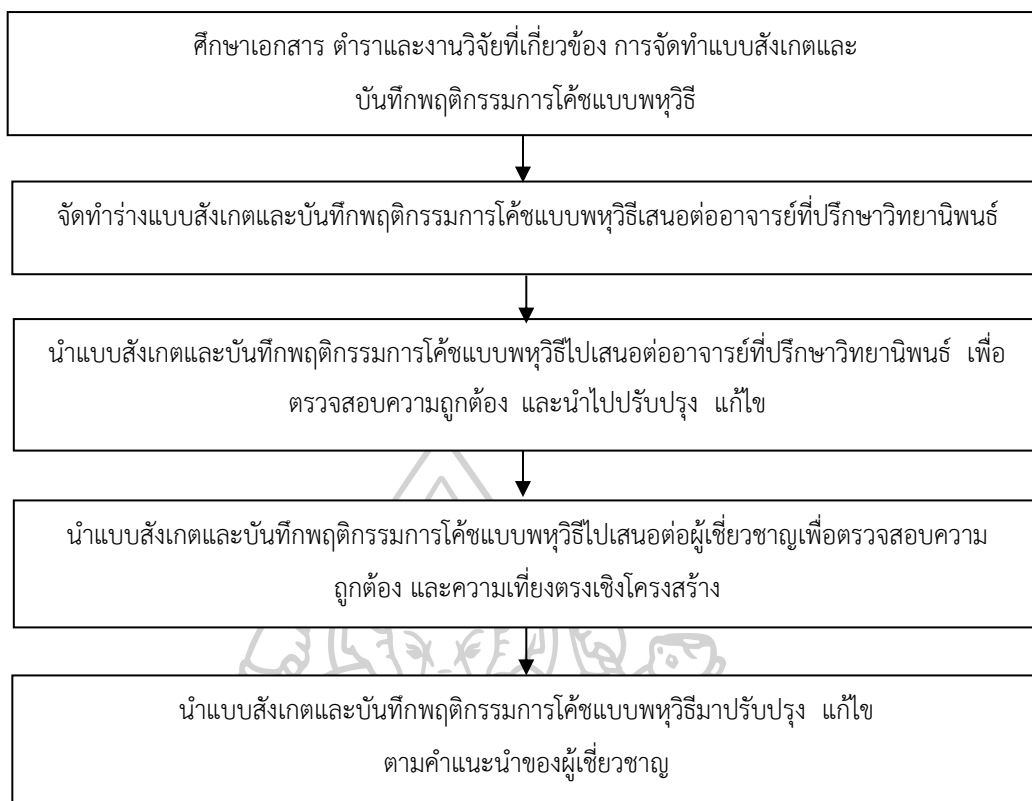 ศึกษาเอกสาร ตำราและงานวิจัยที่เกี่ยวข้อง การจัดทำแบบสังเกตและ
บันทึกพฤติกรรมการโค้ชแบบพหุวิธี
จัดทำร่างแบบสังเกตและบันทึกพฤติกรรมการโค้ชแบบพหุวิธีเสนอต่ออาจารย์ที่ปรึกษาวิทยานิพนธ์
นำแบบสังเกตและบันทึกพฤติกรรมการโค้ชแบบพหุวิธีไปเสนอต่ออาจารย์ที่ปรึกษาวิทยานิพนธ์ เพื่อ
ตรวจสอบความถูกต้อง และนำไปปรับปรุง แก้ไข
นำแบบสังเกตและบันทึกพฤติกรรมการโค้ชแบบพหุวิธีไปเสนอต่อผู้เชี่ยวชาญเพื่อตรวจสอบความ
ถูกต้อง และความเที่ยงตรงเชิงโครงสร้าง
นำแบบสังเกตและบันทึกพฤติกรรมการโค้ชแบบพหุวิธีมาปรับปรุง แก้ไข
ตามคำแนะนำของผู้เชี่ยวชาญ